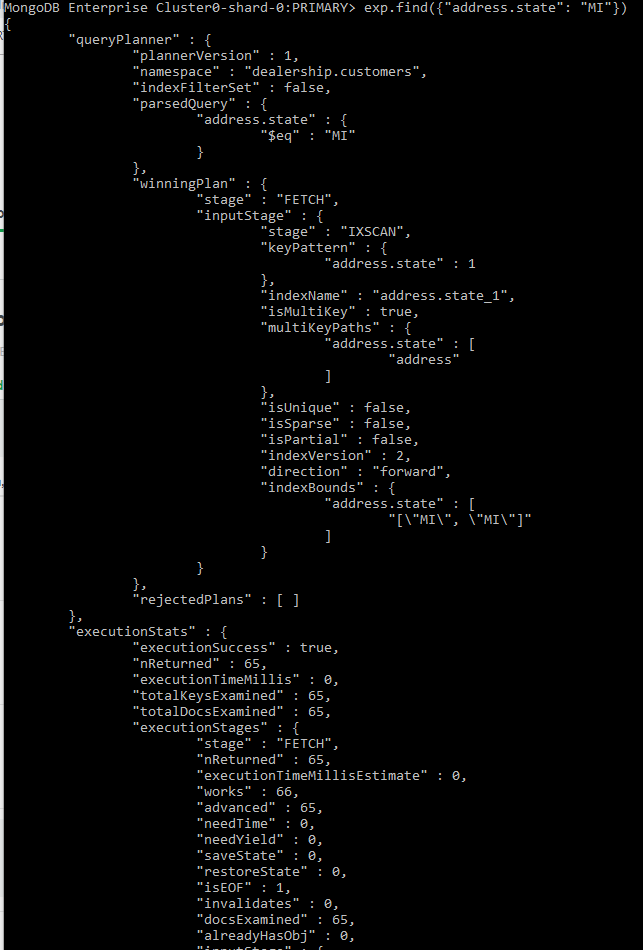 MongoDB Enterprise Cluster0-shard-0:PRIMARY> exp.find({"address.state": "MI"})
{
        "queryPlanner" : {
                "plannerVersion" : 1,
                "namespace" : "dealership.customers",
                "indexFilterSet" : false,
                "parsedQuery" : {
                        "address.state" : {
                                "$eq" : "MI"
                        }
                },
                "winningPlan" : {
                        "stage" : "FETCH",
                        "inputStage" : {
                                "stage" : "IXSCAN",
                                "keyPattern" : {
                                        "address.state" : 1
                                },
                                "indexName" : "address.state_1",
                                "isMultiKey" : true,
                                "multiKeyPaths" : {
                                        "address.state" : [
                                                "address"
                                        ]
                                },
                                "isUnique" : false,
                                "isSparse" : false,
                                "isPartial" : false,
                                "indexVersion" : 2,
                                "direction" : "forward",
                                "indexBounds" : {
                                        "address.state" : [
                                                "[\"MI\", \"MI\"]"
                                        ]
                                }
                        }
                },
                "rejectedPlans" : [ ]
        },
        "executionStats" : {
                "executionSuccess" : true,
                "nReturned" : 65,
                "executionTimeMillis" : 0,
                "totalKeysExamined" : 65,
                "totalDocsExamined" : 65,
                "executionStages" : {
                        "stage" : "FETCH",
                        "nReturned" : 65,
                        "executionTimeMillisEstimate" : 0,
                        "works" : 66,
                        "advanced" : 65,
                        "needTime" : 0,
                        "needYield" : 0,
                        "saveState" : 0,
                        "restoreState" : 0,
                        "isEOF" : 1,
                        "invalidates" : 0,
                        "docsExamined" : 65,
                        "alreadyHasObj" : 0,